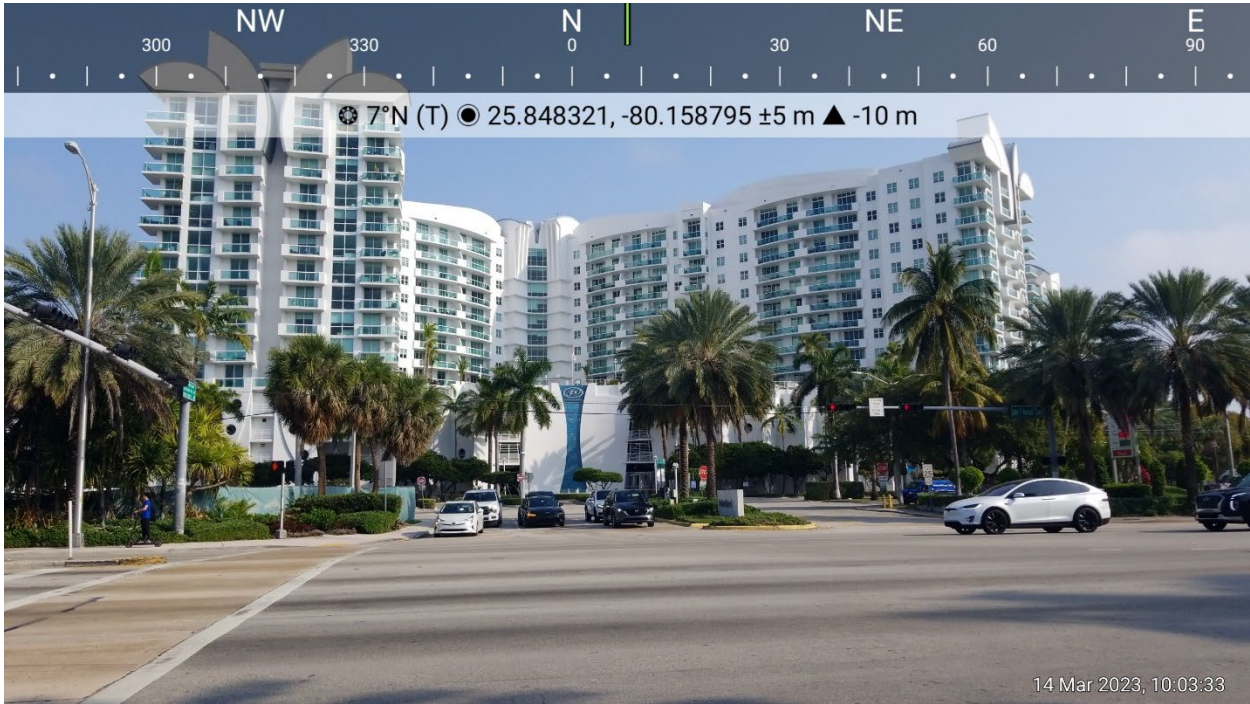 NW N NE E
300 330 0 30 60 90
7°N (T) 25.848321, -80.158795 ±5 m ▲ -10 m
14 Mar 2023, 10:03:33